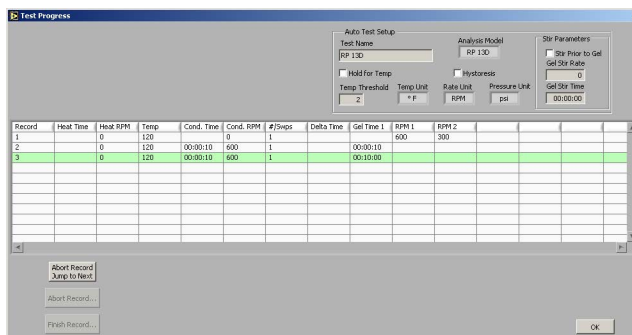 Test Progress
Auto Test Setup
Test Name
RP 13D
Analysis Model
RP 13D
Hold for Temp
Hystoresis
Temp Threshold Temp Unit Rate Unit Pressure Unit
2 ° F RPM psi
Stir Parameters
Stir Prior to Gel
Gel Stir Rate
0
Gel Stir Time
00:00:00
Record Heat Time Heat RPM Temp Cond. Time Cond. RPM #/Swps Delta Time Gel Time 1 RPM 1 RPM 2
1 0 120 0 1 600 300
2 0 120 00:00:10 600 1 00:00:10
3 0 120 00:00:10 600 1 00:10:00
Abort Record
Jump to Next
Abort Record...
Finish Record...
OK